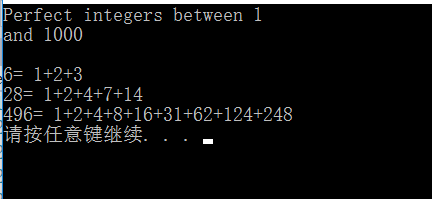 Perfect integers between 1
and 1000
6= 1+2+3
28= 1+2+4+7+14
496= 1+2+4+8+16+31+62+124+248
请按任意键继续. . .